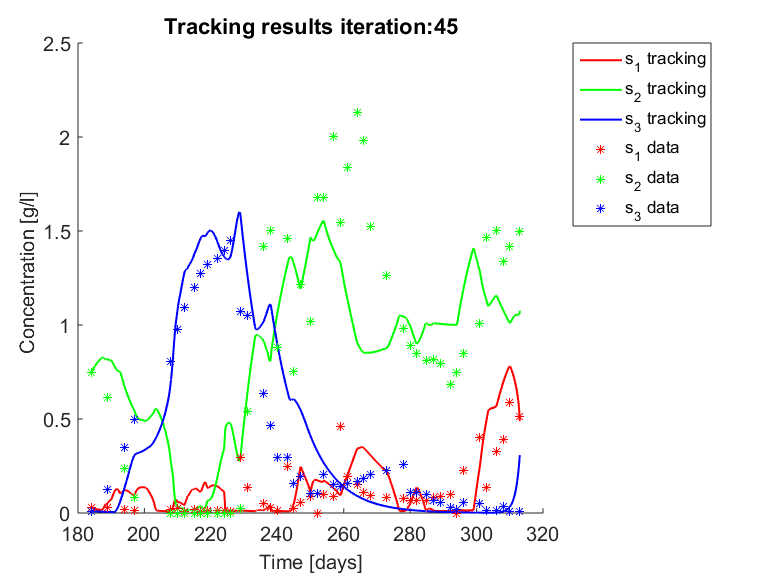 Tracking results iteration:45
2.5
2
1.5
1
0.5
0
180
200
220
240
260
280
300
320
Concentration [g/l]
Time [days]
s1 tracking
s2 tracking
s3 tracking
s1 data
s2 data
s3 data